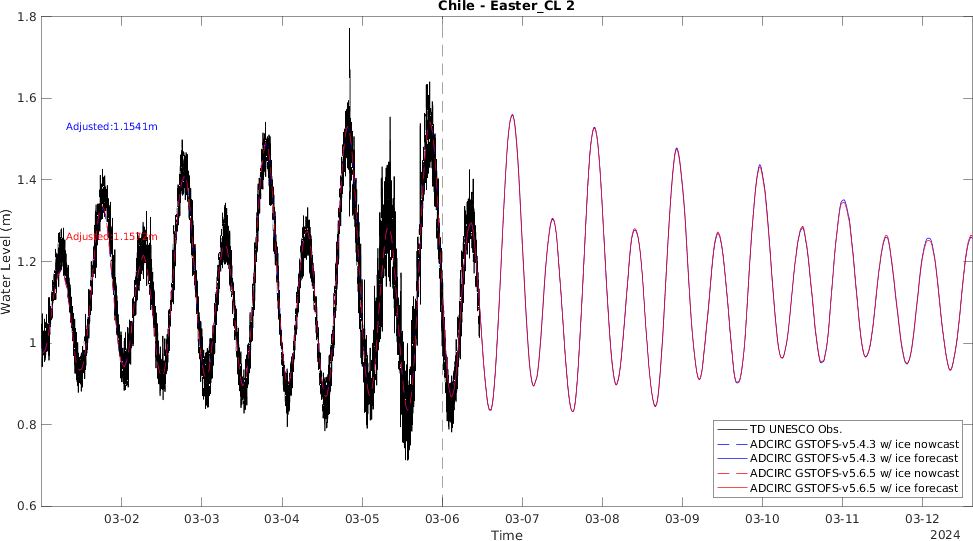 Chile - Easter_CL 2
1.8
1.6
1.4
1.2
1
0.8
0.6
Water Level (m)
Adjusted:1.1541m
Adjusted:1.15
03-02
03-03
03-04
03-05
03-06
03-07
03-08
03-09
03-10
03-11
03-12
Time
2024
TD UNESCO Obs.
ADCIRC GSTOFS-v5.4.3 w/ ice nowcast
ADCIRC GSTOFS-v5.4.3 w/ ice forecast
ADCIRC GSTOFS-v5.6.5 w/ ice nowcast
ADCIRC GSTOFS-v5.6.5 w/ ice forecast